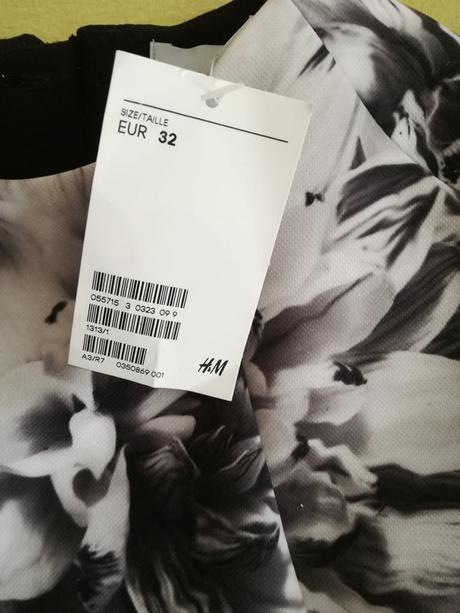 SIZE/TAILLE
EUR 32
055715 3 0323 09 9
1313/1
A3/R7 0350869 001
H&M